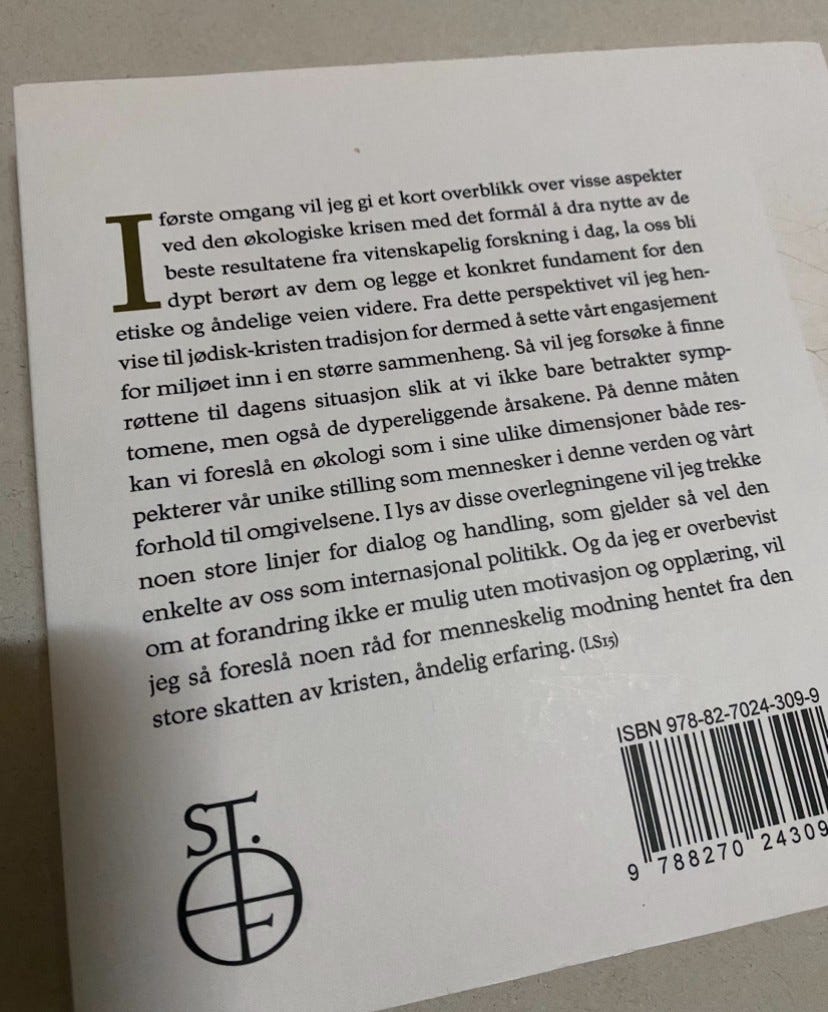 I første omgang vil jeg gi et kort overblikk over visse aspekter
ved den økologiske krisen med det formål å dra nytte av de
beste resultatene fra vitenskapelig forskning i dag, la oss bli
dypt berørt av dem og legge et konkret fundament for den
etiske og åndelige veien videre. Fra dette perspektivet vil jeg hen-
vise til jødisk-kristen tradisjon for dermed å sette vårt engasjement
for miljøet inn i en større sammenheng. Så vil jeg forsøke å finne
røttene til dagens situasjon slik at vi ikke bare betrakter symp-
tomene, men også de dypereliggende årsakene. På denne måten
kan vi foreslå en økologi som i sine ulike dimensjoner både res-
pekterer vår unike stilling som mennesker i denne verden og vårt
forhold til omgivelsene. I lys av disse overlegningene vil jeg trekke
noen store linjer for dialog og handling, som gjelder så vel den
enkelte av oss som internasjonal politikk. Og da jeg er overbevist
om at forandring ikke er mulig uten motivasjon og opplæring, vil
jeg så foreslå noen råd for menneskelig modning hentet fra den
store skatten av kristen, åndelig erfaring. (LS15)
ISBN 978-82-7024-309-9
9 788270 24309
ST.
F